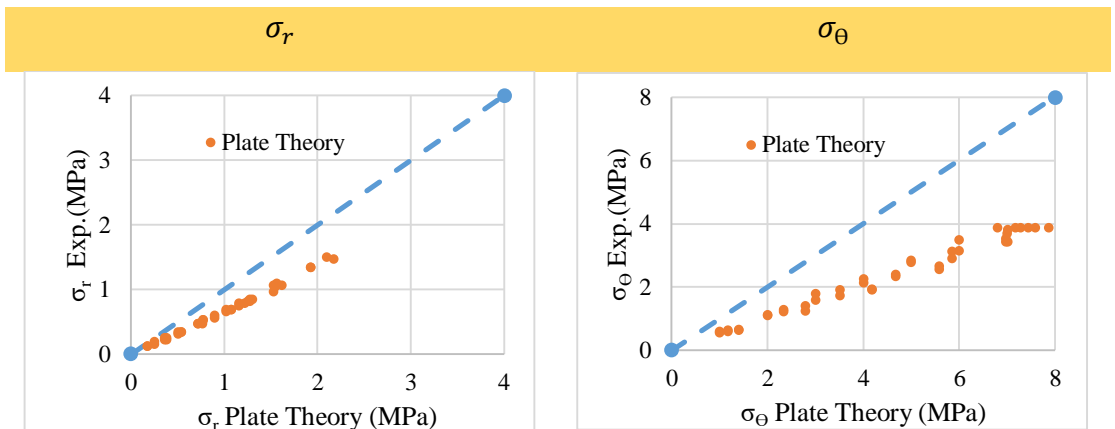 σr σΘ
4
3
2
1
0
0 1 2 3 4
σr Exp.(MPa)
σr Plate Theory (MPa)
Plate Theory
8
6
4
2
0
0 2 4 6 8
σΘ Exp.(MPa)
σΘ Plate Theory (MPa)
Plate Theory